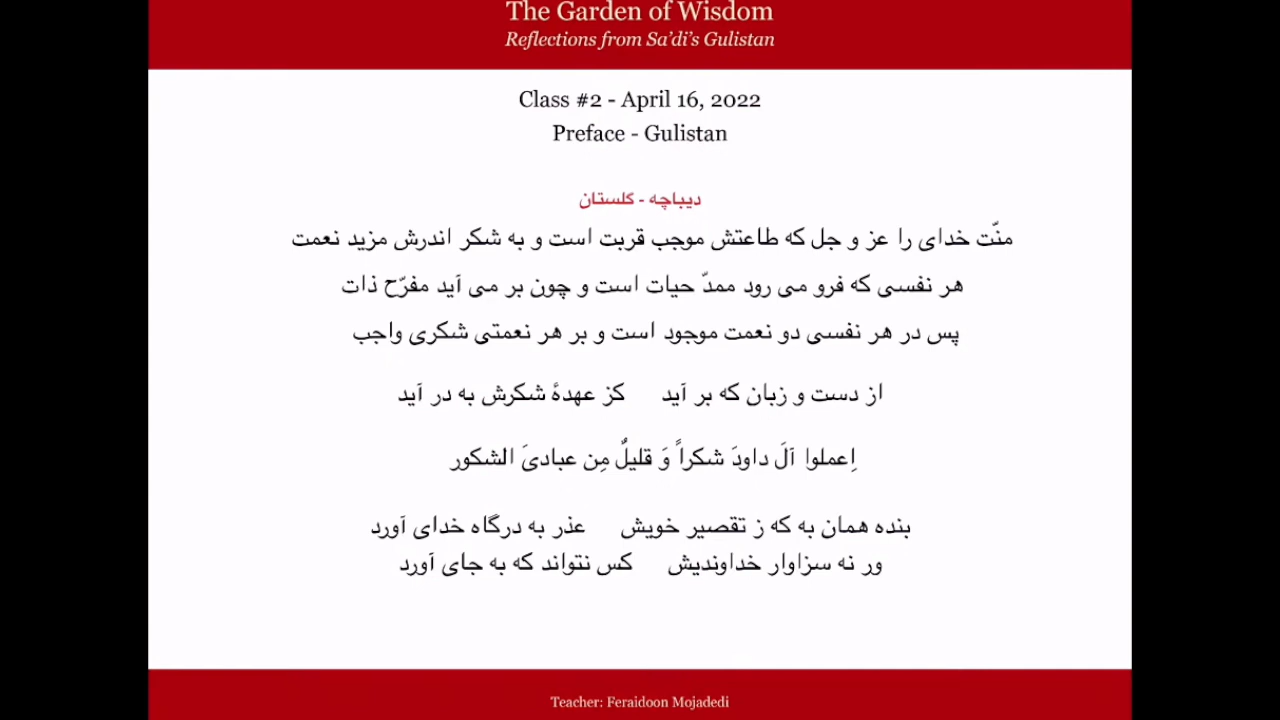 The Garden of Wisdom
Reflections from Sa'di's Gulistan
Class #2 - April 16, 2022
Preface - Gulistan
دیباچه - گلستان
منّت خدای را عز و جل که طاعتش موجب قربت است و به شکر اندرش مزید نعمت
هر نفسی که فرو می رود ممدّ حیات است و چون بر می آید مفرّح ذات
پس در هر نفسی دو نعمت موجود است و بر هر نعمتی شکری واجب
از دست و زبان که بر آید کز عهدهٔ شکرش به در آید
اِعملوا آلَ داودَ شکراً وَ قلیلٌ مِن عبادیَ الشکور
بنده همان به که ز تقصیر خویش عذر به درگاه خدای آورد
ور نه سزاوار خداوندیش کس نتواند که به جای آورد
Teacher: Feraidoon Mojadedi